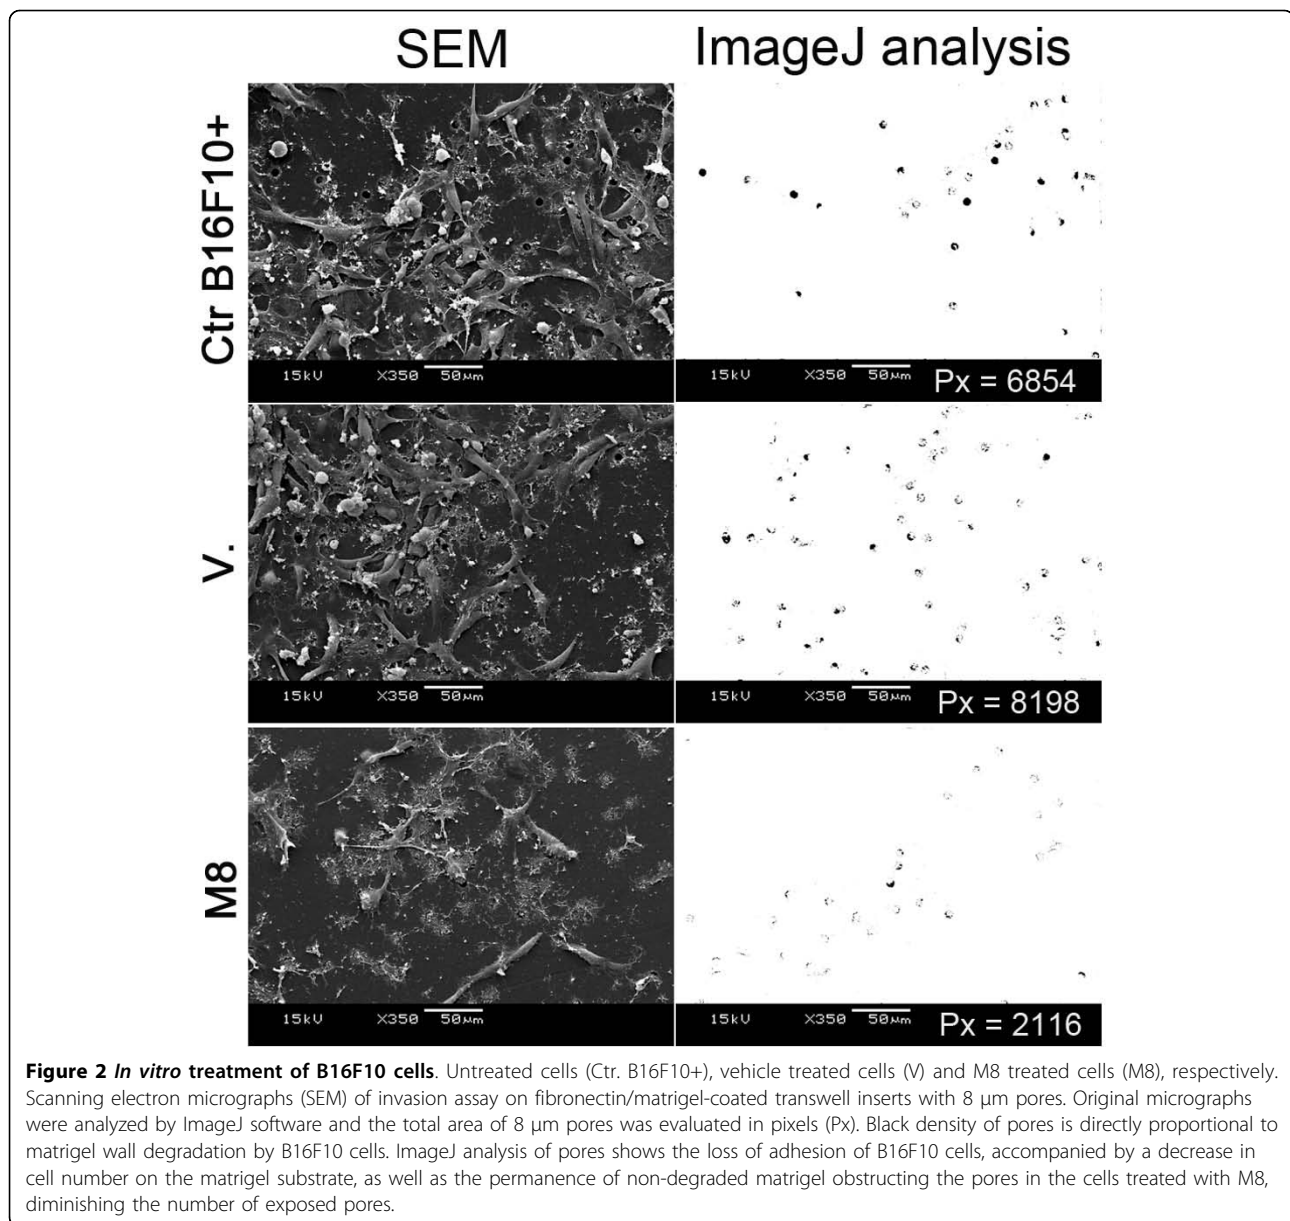 SEM
ImageJ analysis
Ctr B16F10+
15kU X350 50µm
15kU X350 50µm Px = 6854
V.
15kU X350 50µm
15kU X350 50µm Px = 8198
M8
15kU X350 50µm
15kU X350 50µm Px = 2116
Figure 2 In vitro treatment of B16F10 cells. Untreated cells (Ctr. B16F10+), vehicle treated cells (V) and M8 treated cells (M8), respectively.
Scanning electron micrographs (SEM) of invasion assay on fibronectin/matrigel-coated transwell inserts with 8 μm pores. Original micrographs
were analyzed by ImageJ software and the total area of 8 μm pores was evaluated in pixels (Px). Black density of pores is directly proportional to
matrigel wall degradation by B16F10 cells. ImageJ analysis of pores shows the loss of adhesion of B16F10 cells, accompanied by a decrease in
cell number on the matrigel substrate, as well as the permanence of non-degraded matrigel obstructing the pores in the cells treated with M8,
diminishing the number of exposed pores.